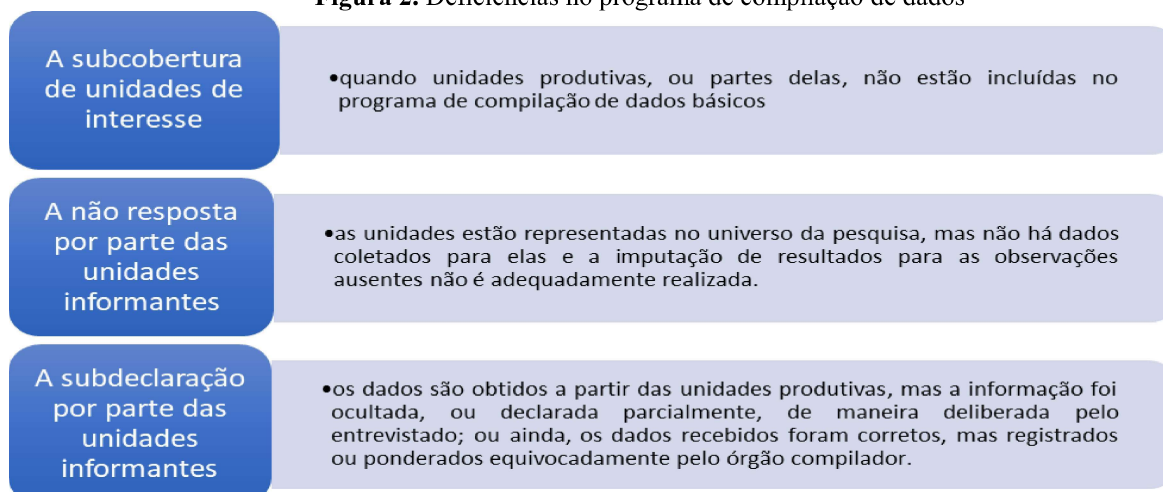 Figura 2. Deficiências no programa de compilação de dados
A subcobertura
de unidades de
interesse
•quando unidades produtivas, ou partes delas, não estão incluídas no
programa de compilação de dados básicos
A não resposta
por parte das
unidades
informantes
•as unidades estão representadas no universo da pesquisa, mas não há dados
coletados para elas e a imputação de resultados para as observações
ausentes não é adequadamente realizada.
A subdeclaração
por parte das
unidades
informantes
•os dados são obtidos a partir das unidades produtivas, mas a informação foi
ocultada, ou declarada parcialmente, de maneira deliberada pelo
entrevistado; ou ainda, os dados recebidos foram corretos, mas registrados
ou ponderados equivocadamente pelo órgão compilador.